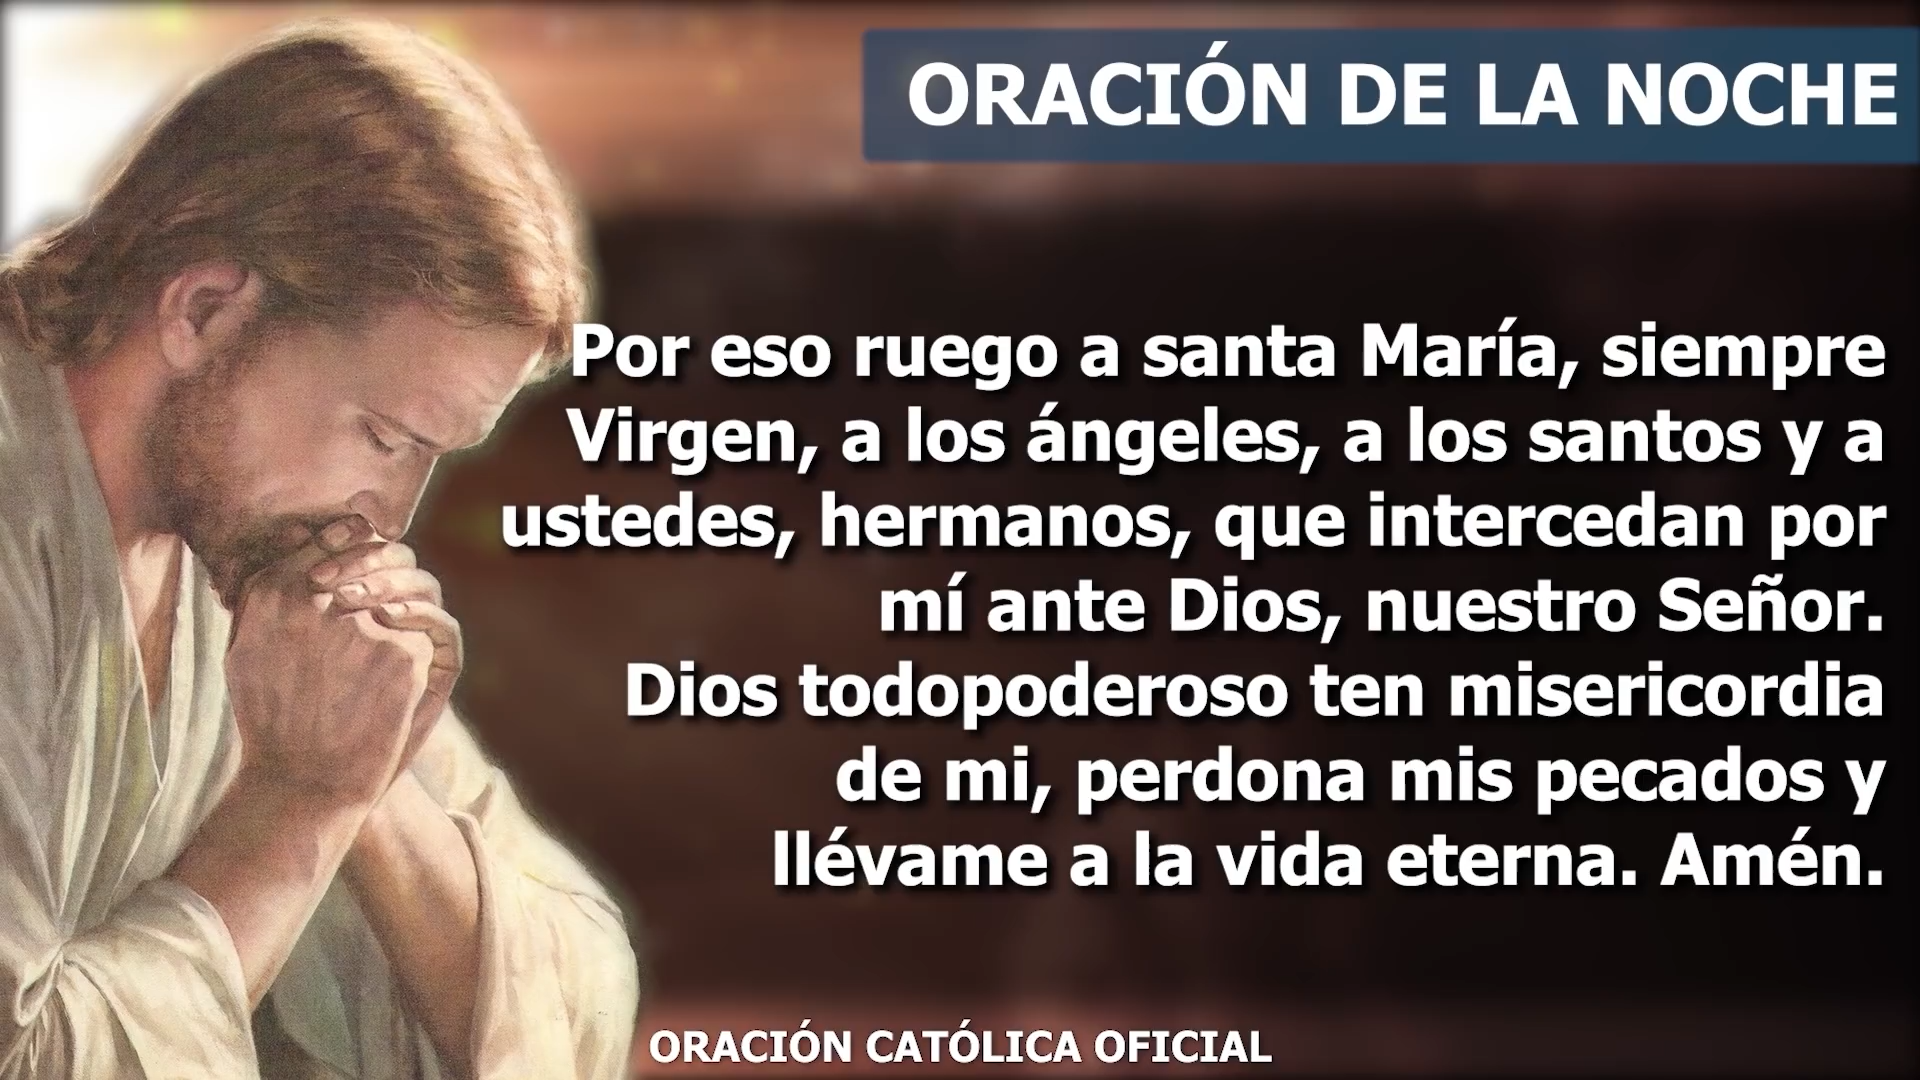 ORACIÓN DE LA NOCHE
Por eso ruego a santa María, siempre
Virgen, a los ángeles, a los santos y a
ustedes, hermanos, que intercedan por
mí ante Dios, nuestro Señor.
Dios todopoderoso ten misericordia
de mi, perdona mis pecados y
llévame a la vida eterna. Amén.
ORACIÓN CATÓLICA OFICIAL